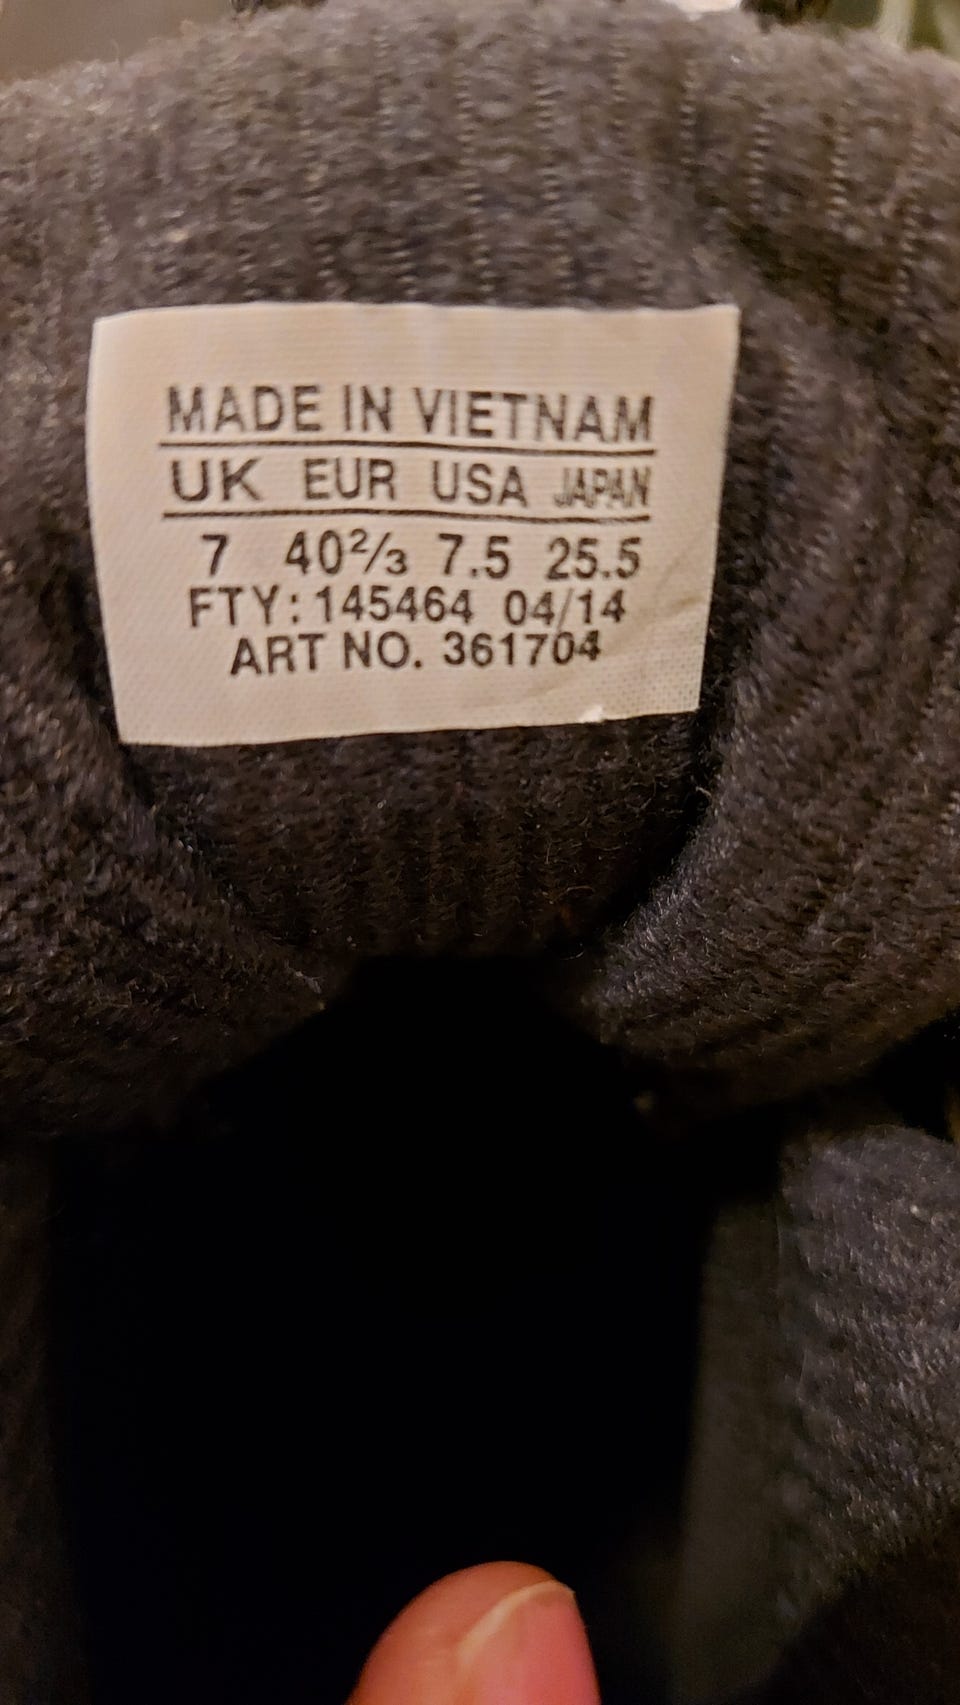 MADE IN VIETNAM
UK EUR USA JAPAN
7 40²/₃ 7.5 25.5
FTY: 145464 04/14
ART NO. 361704